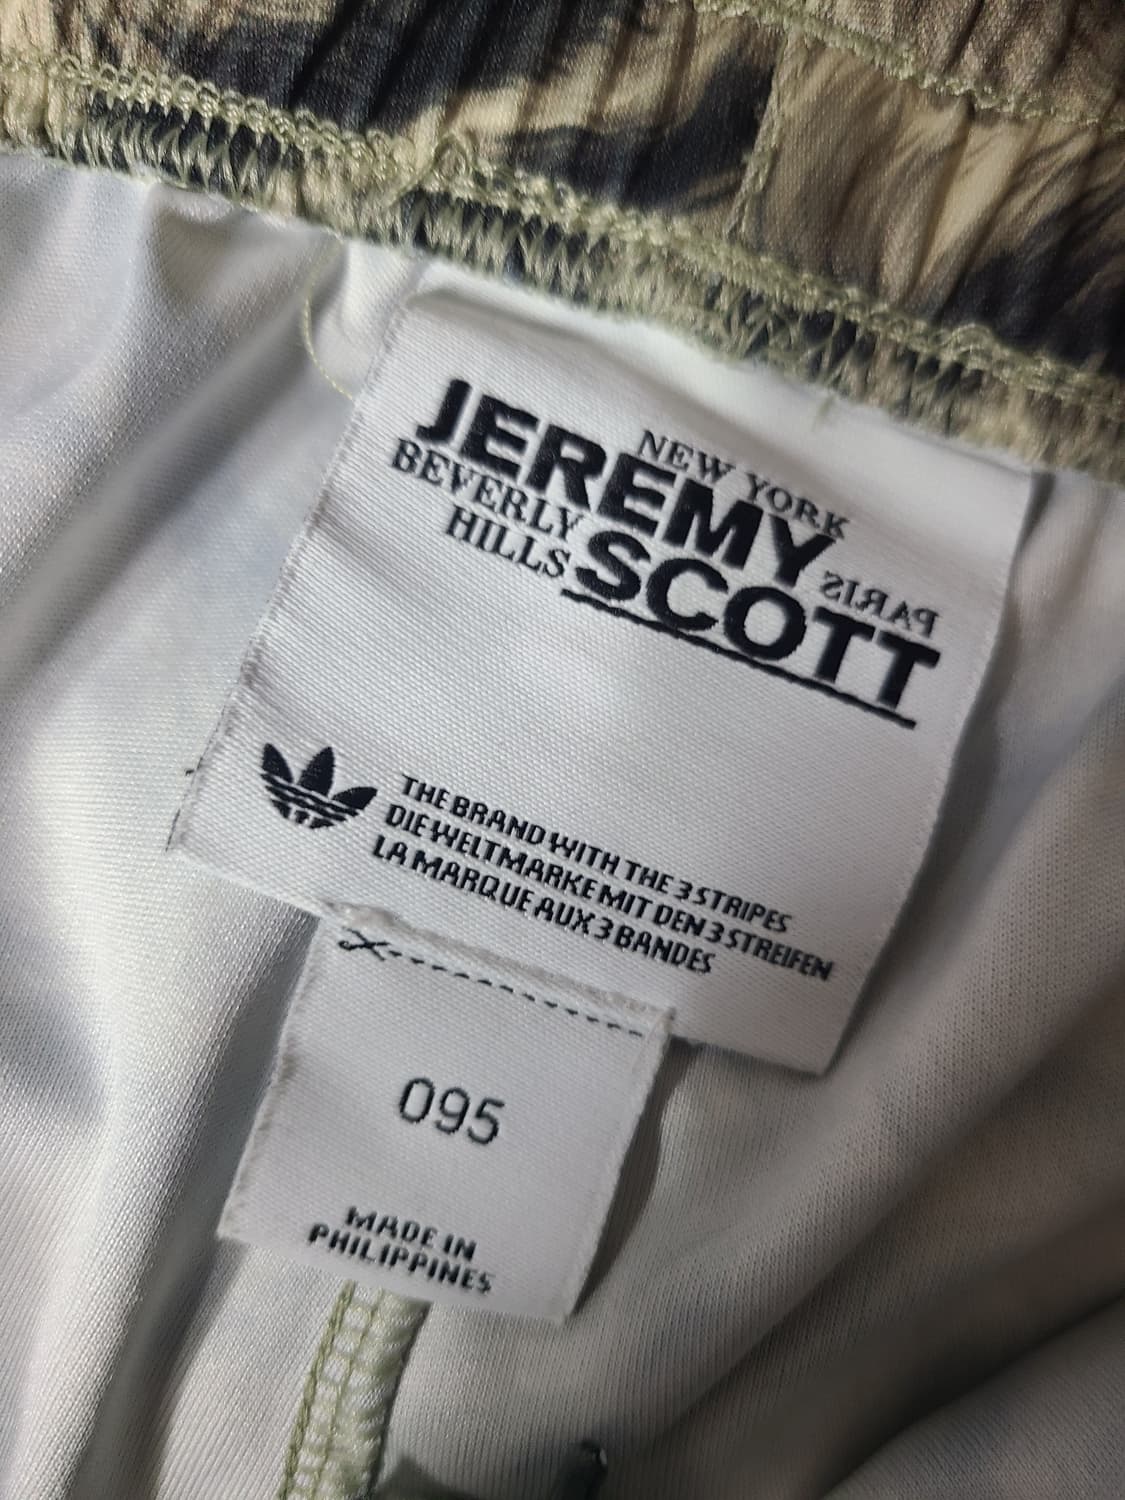 NEW YORK
JEREMY
BEVERLY
HILLS
SCOTT
PARIS
THE BRAND WITH THE 3 STRIPES
DIE WELTMARKE MIT DEN 3 STREIFEN
LA MARQUE AUX 3 BANDES
095
MADE IN
PHILIPPINES